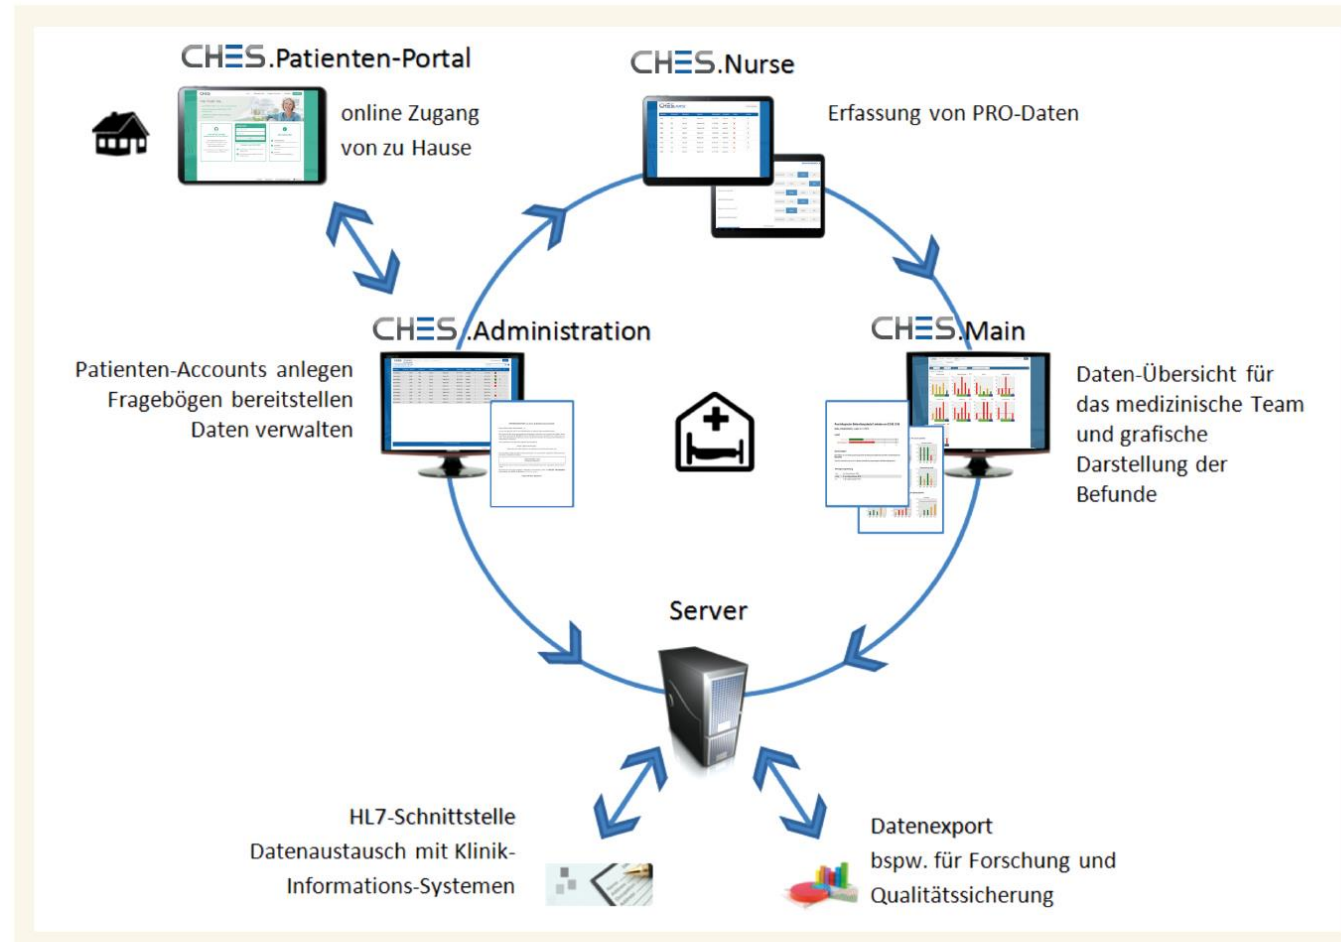 CHES.Patienten-Portal
online Zugang
von zu Hause
CHES.Nurse
Erfassung von PRO-Daten
CHES.Administration
Patienten-Accounts anlegen
Fragebögen bereitstellen
Daten verwalten
CHES.Main
Daten-Übersicht für
das medizinische Team
und grafische
Darstellung der
Befunde
Server
HL7-Schnittstelle
Datenaustausch mit Klinik-
Informations-Systemen
Datenexport
bspw. für Forschung und
Qualitätssicherung